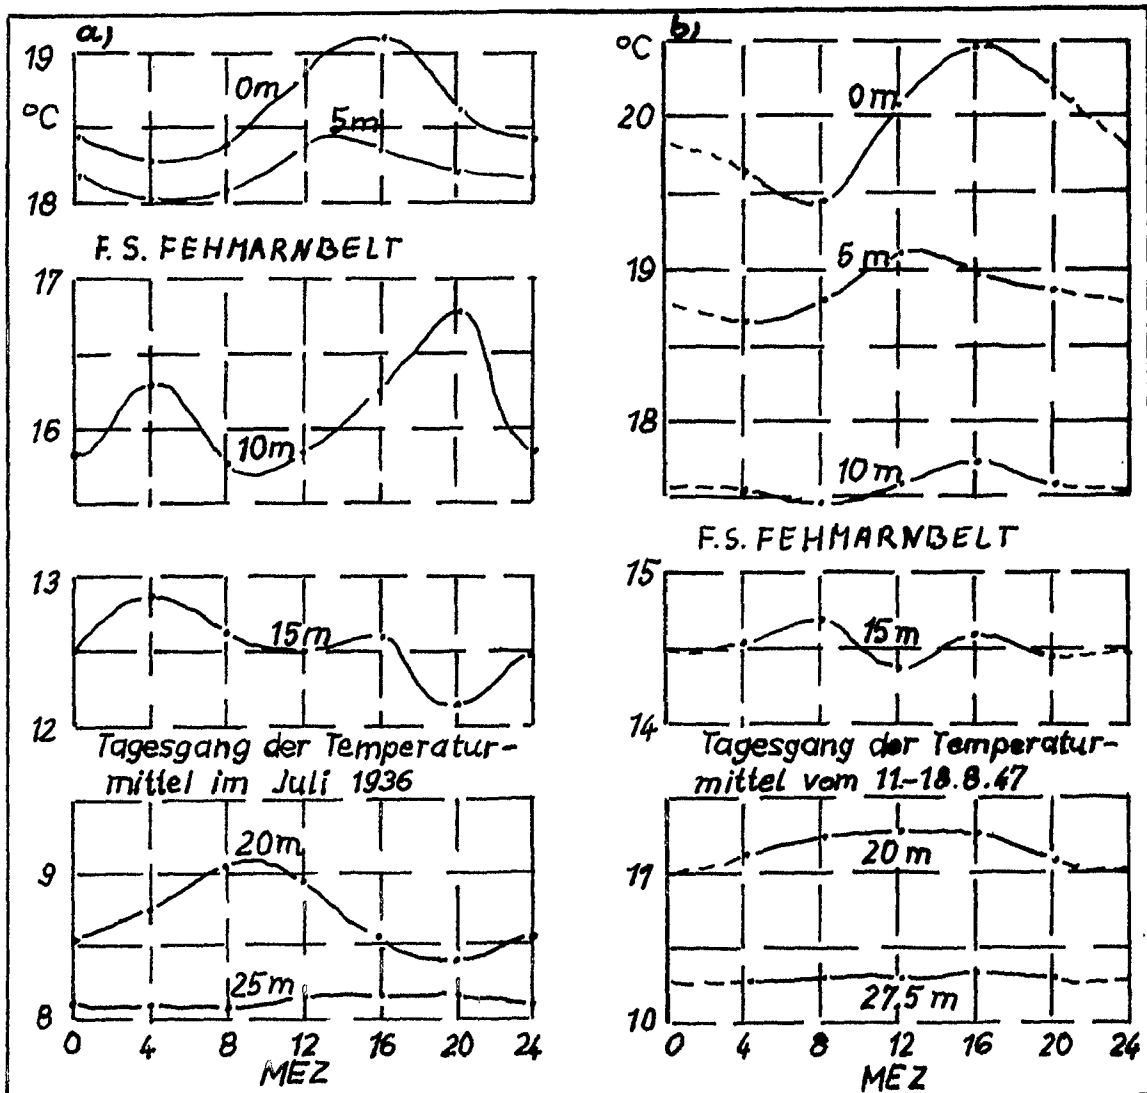 a)
19
°C
18
0m
5m
F. S. FEHMARNBELT
17
16
10m
13
12
15m
Tagesgang der Temperatur-
mittel im Juli 1936
9
8
20m
25m
0 4 8 12 16 20 24
MEZ
b)
°C
20
19
18
0m
5m
10m
F.S. FEHMARNBELT
15
14
15m
Tagesgang der Temperatur-
mittel vom 11.-18.8.47
11
10
20m
27,5 m
0 4 8 12 16 20 24
MEZ